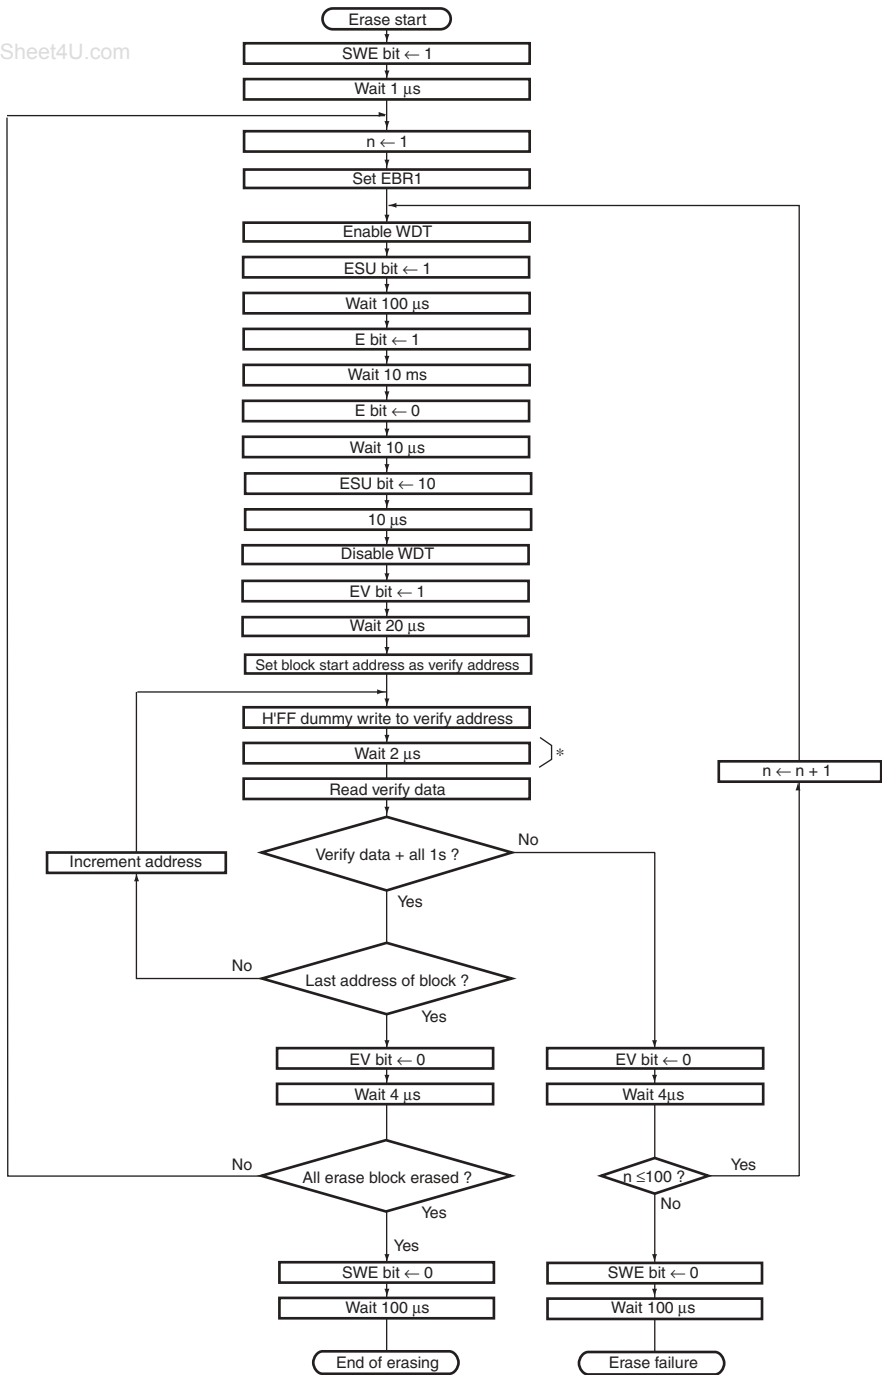 Erase start
Sheet4U.com
SWE bit ← 1
Wait 1 μs
n ← 1
Set EBR1
Enable WDT
ESU bit ← 1
Wait 100 μs
E bit ← 1
Wait 10 ms
E bit ← 0
Wait 10 μs
ESU bit ← 10
10 μs
Disable WDT
EV bit ← 1
Wait 20 μs
Set block start address as verify address
H'FF dummy write to verify address
Wait 2 μs
*
n ← n + 1
Read verify data
No
Verify data + all 1s ?
Increment address
Yes
No
Last address of block ?
Yes
EV bit ← 0
EV bit ← 0
Wait 4 μs
Wait 4μs
No
Yes
All erase block erased ?
n ≤100 ?
No
Yes
Yes
SWE bit ← 0
SWE bit ← 0
Wait 100 μs
Wait 100 μs
End of erasing
Erase failure